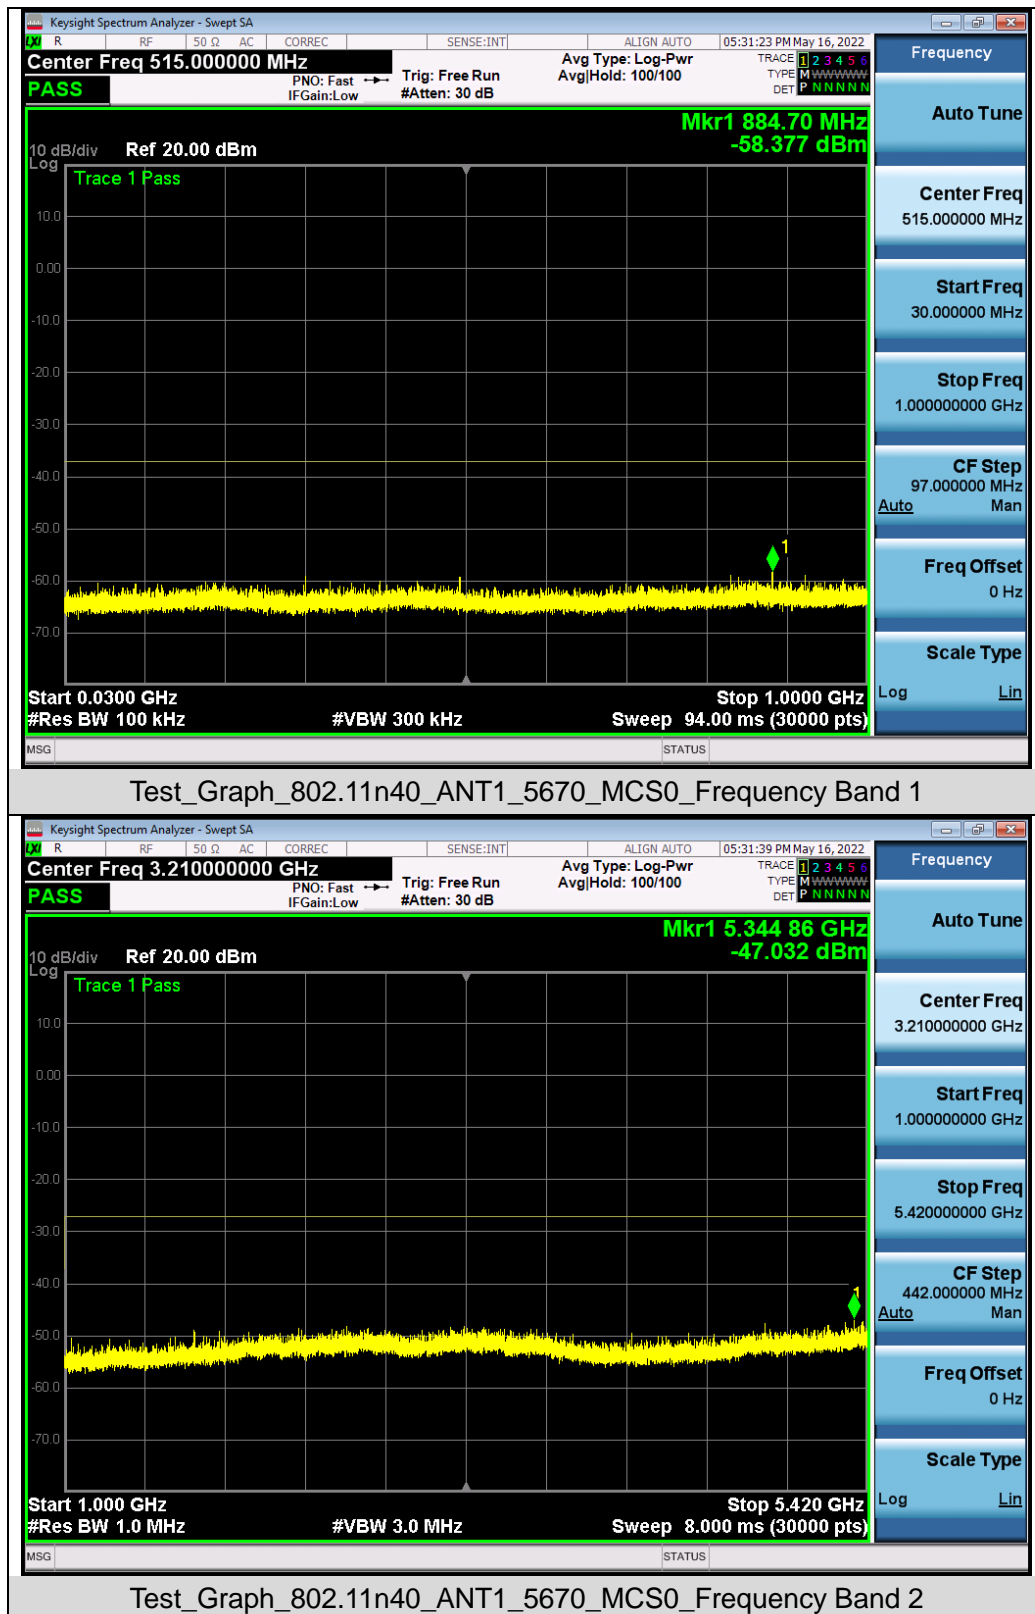 Keysight Spectrum Analyzer - Swept SA
LXI R RF 50 Ω AC CORREC SENSE:INT ALIGN AUTO 05:31:23 PM May 16, 2022
Center Freq 515.000000 MHz
PASS
PNO: Fast
IFGain:Low
Trig: Free Run
#Atten: 30 dB
Avg Type: Log-Pwr
Avg|Hold: 100/100
TRACE 1 2 3 4 5 6
TYPE M WWWWW
DET P N N N N N
Mkr1 884.70 MHz
-58.377 dBm
10 dB/div Ref 20.00 dBm
Log
Trace 1 Pass
10.0
0.00
-10.0
-20.0
-30.0
-40.0
-50.0
1
-60.0
-70.0
Start 0.0300 GHz Stop 1.0000 GHz
#Res BW 100 kHz #VBW 300 kHz Sweep 94.00 ms (30000 pts)
MSG STATUS
Frequency
Auto Tune
Center Freq
515.000000 MHz
Start Freq
30.000000 MHz
Stop Freq
1.000000000 GHz
CF Step
97.000000 MHz
Auto Man
Freq Offset
0 Hz
Scale Type
Log Lin
Test_Graph_802.11n40_ANT1_5670_MCS0_Frequency Band 1
Keysight Spectrum Analyzer - Swept SA
LXI R RF 50 Ω AC CORREC SENSE:INT ALIGN AUTO 05:31:39 PM May 16, 2022
Center Freq 3.210000000 GHz
PASS
PNO: Fast
IFGain:Low
Trig: Free Run
#Atten: 30 dB
Avg Type: Log-Pwr
Avg|Hold: 100/100
TRACE 1 2 3 4 5 6
TYPE M WWWWW
DET P N N N N N
Mkr1 5.344 86 GHz
-47.032 dBm
10 dB/div Ref 20.00 dBm
Log
Trace 1 Pass
10.0
0.00
-10.0
-20.0
-30.0
-40.0
1
-50.0
-60.0
-70.0
Start 1.000 GHz Stop 5.420 GHz
#Res BW 1.0 MHz #VBW 3.0 MHz Sweep 8.000 ms (30000 pts)
MSG STATUS
Frequency
Auto Tune
Center Freq
3.210000000 GHz
Start Freq
1.000000000 GHz
Stop Freq
5.420000000 GHz
CF Step
442.000000 MHz
Auto Man
Freq Offset
0 Hz
Scale Type
Log Lin
Test_Graph_802.11n40_ANT1_5670_MCS0_Frequency Band 2